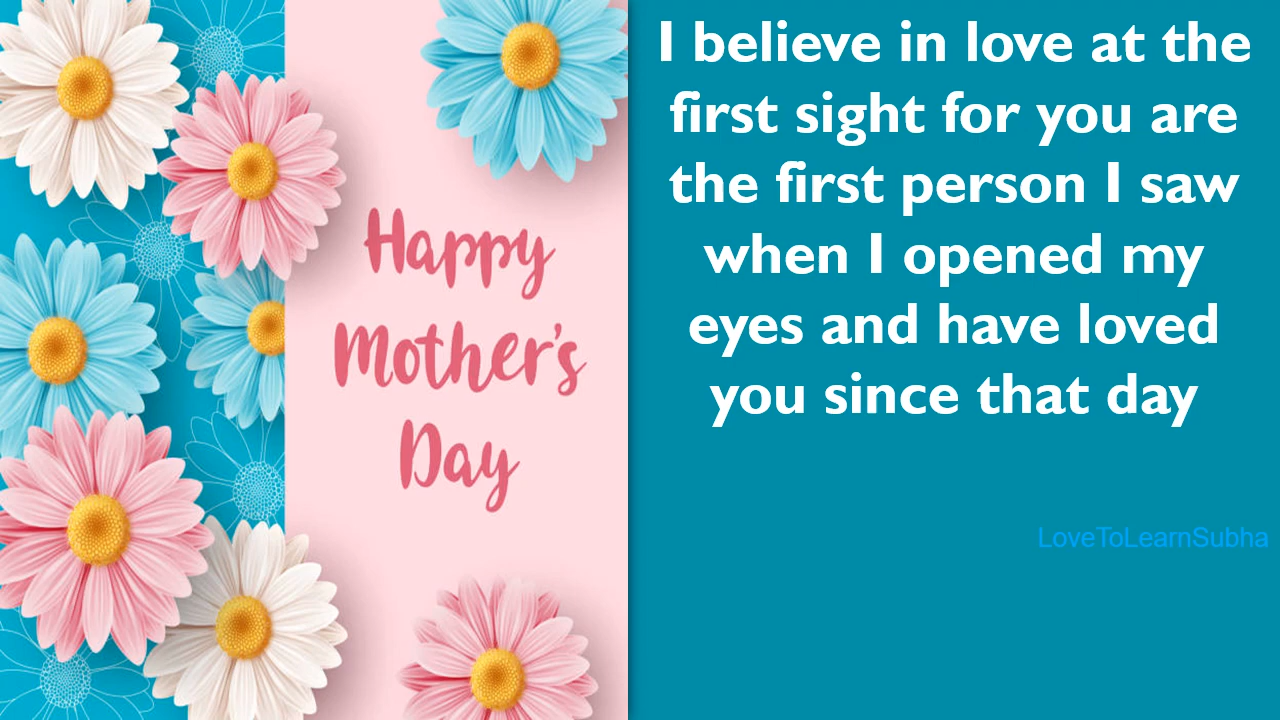 Happy
Mother's
Day
I believe in love at the
first sight for you are
the first person I saw
when I opened my
eyes and have loved
you since that day
LoveToLearnSubha